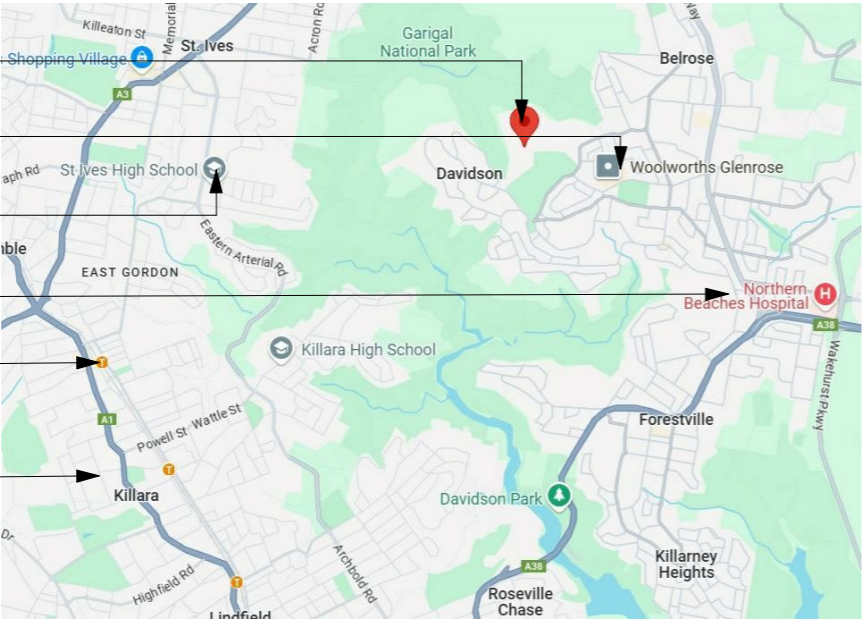 Killeaton St
Memorial
Acton Ro
St. Ives
Garigal
National Park
Way
Belrose
s Shopping Village
A3
aph Rd
St Ives High School
Davidson
Woolworths Glenrose
Eastern Arterial Rd
mble
EAST GORDON
Northern
Beaches Hospital
H
A38
T
Killara High School
Wakehurst Pkwy
A1
Powell St
Wattle St
Forestville
T
Killara
Davidson Park
Dr
Archbold Rd
A38
Killarney
Heights
Highfield Rd
T
Roseville
Chase
Lindfield